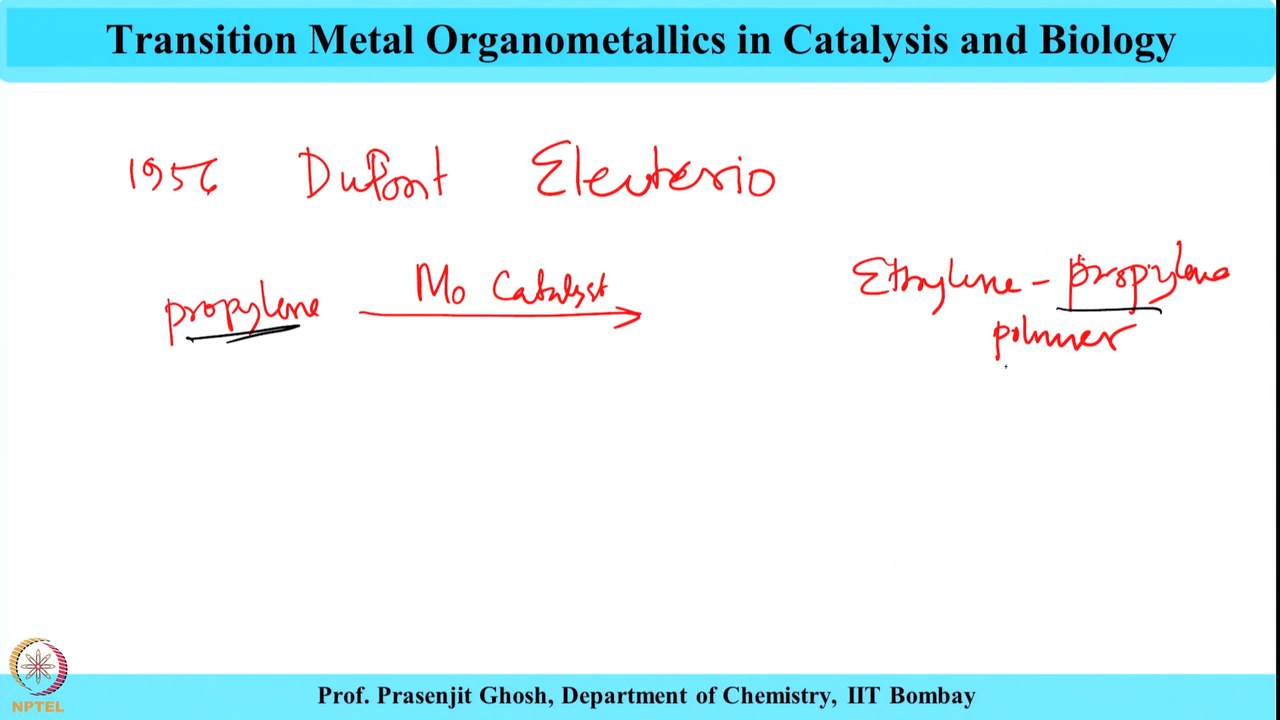 Transition Metal Organometallics in Catalysis and Biology
1956 DuPont Eleuterio
propylene Mo Catalyst Ethylene - propylene
polymer
Prof. Prasenjit Ghosh, Department of Chemistry, IIT Bombay
NPTEL